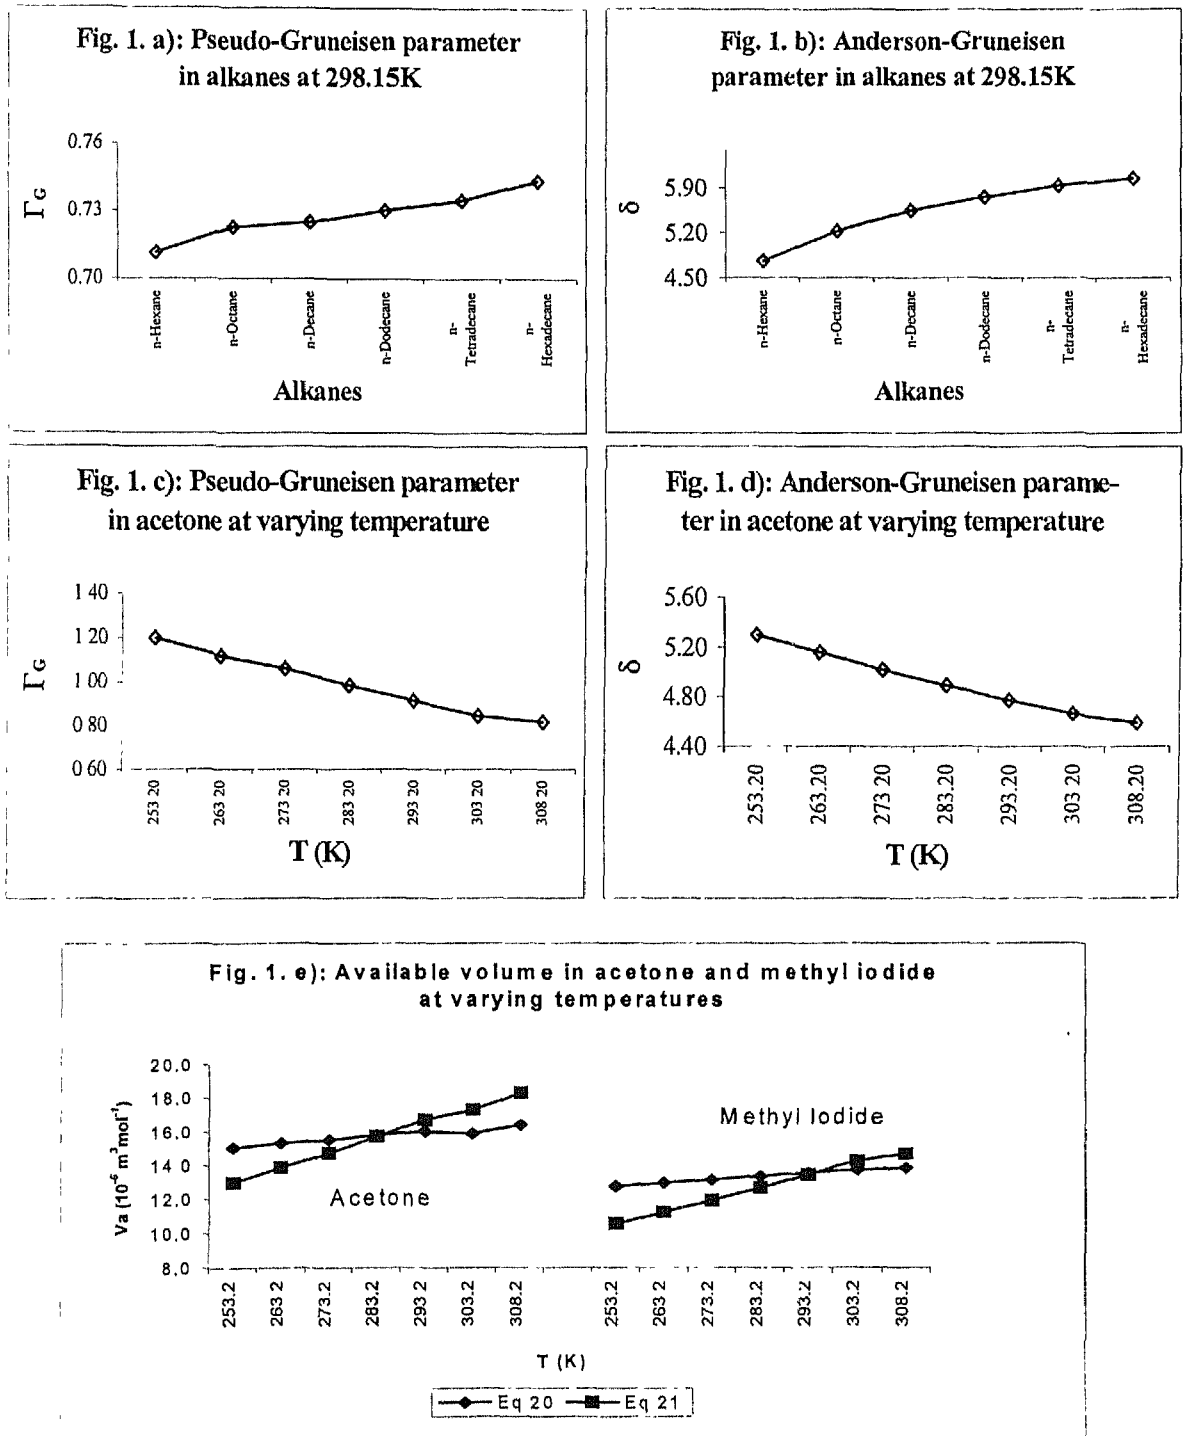 Fig. 1. a): Pseudo-Gruneisen parameter
in alkanes at 298.15K
0.76
0.73
0.70
Γ_G
n-Hexane
n-Octane
n-Decane
n-Dodecane
n-
Tetradecane
n-
Hexadecane
Alkanes
Fig. 1. b): Anderson-Gruneisen
parameter in alkanes at 298.15K
5.90
5.20
4.50
δ
n-Hexane
n-Octane
n-Decane
n-Dodecane
n-
Tetradecane
n-
Hexadecane
Alkanes
Fig. 1. c): Pseudo-Gruneisen parameter
in acetone at varying temperature
1 40
1 20
1 00
0 80
0 60
Γ_G
253 20
263 20
273 20
283 20
293 20
303 20
308 20
T (K)
Fig. 1. d): Anderson-Gruneisen parame-
ter in acetone at varying temperature
5.60
5.20
4.80
4.40
δ
253.20
263.20
273 20
283.20
293.20
303 20
308.20
T (K)
Fig. 1. e): Available volume in acetone and methyl iodide
at varying temperatures
20.0
18.0
16.0
14.0
12.0
10.0
8.0
Va (10⁻⁶ m³mol⁻¹)
Acetone
Methyl Iodide
253.2
263 2
273.2
283.2
293 2
303.2
308.2
253.2
263.2
273.2
283.2
293.2
303.2
308.2
T (K)
Eq 20
Eq 21